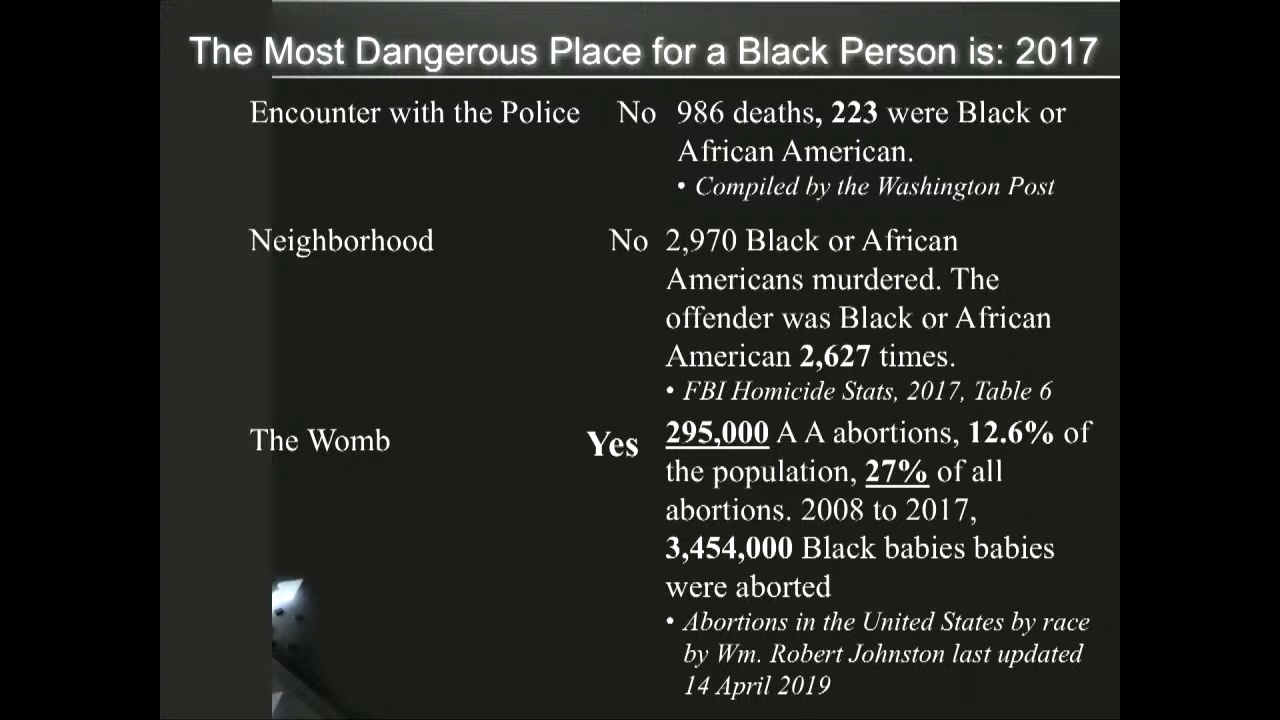 The Most Dangerous Place for a Black Person is: 2017
Encounter with the Police No 986 deaths, 223 were Black or
African American.
• Compiled by the Washington Post
Neighborhood No 2,970 Black or African
Americans murdered. The
offender was Black or African
American 2,627 times.
• FBI Homicide Stats, 2017, Table 6
The Womb Yes 295,000 A A abortions, 12.6% of
the population, 27% of all
abortions. 2008 to 2017,
3,454,000 Black babies babies
were aborted
• Abortions in the United States by race
by Wm. Robert Johnston last updated
14 April 2019